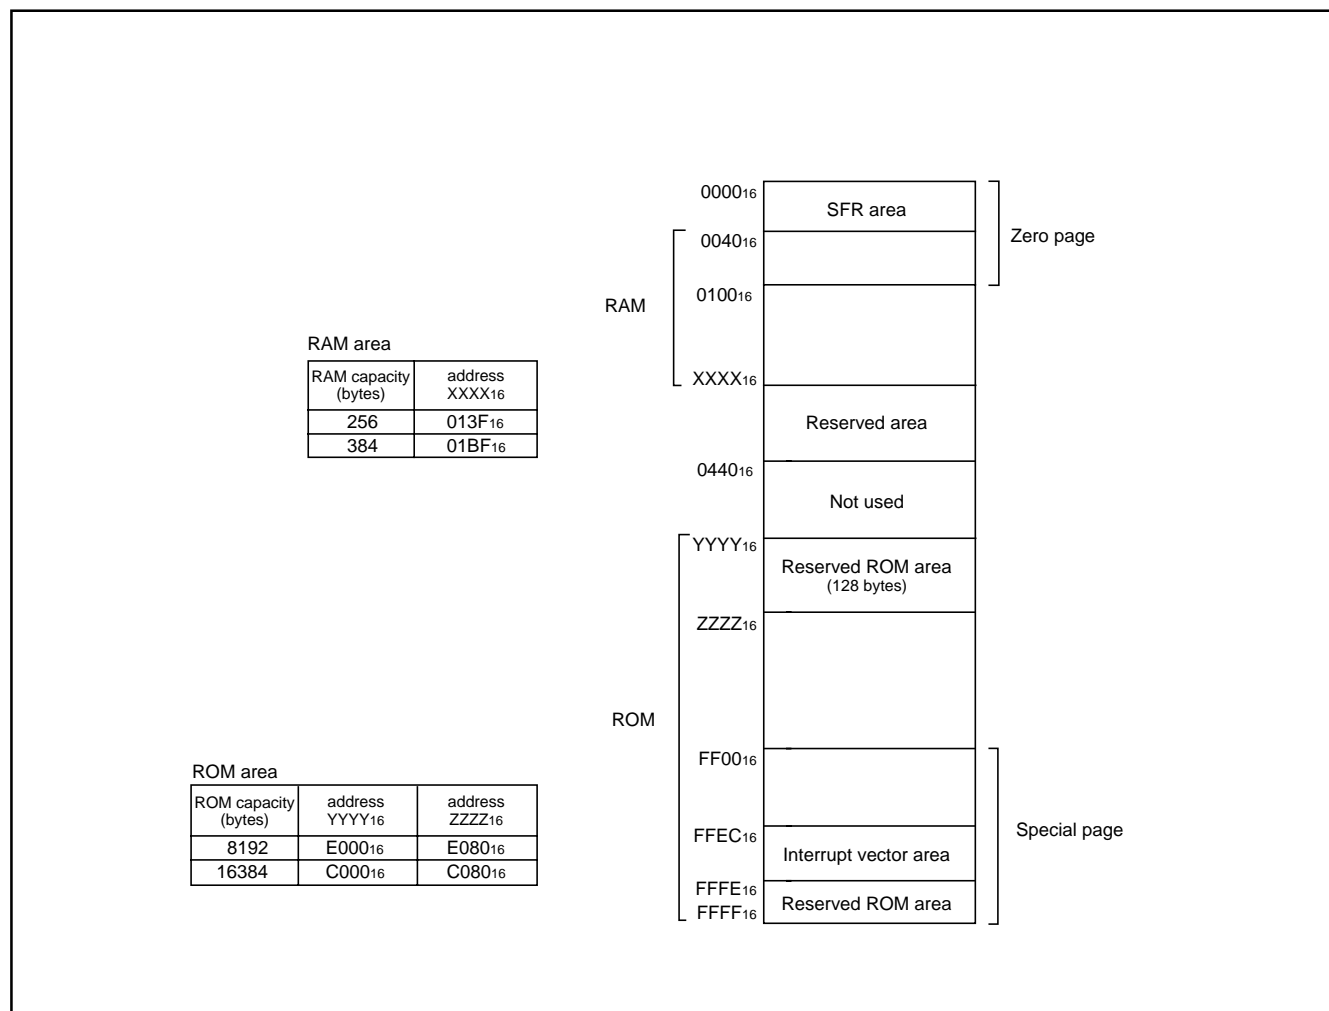 000016
SFR area
004016
Zero page
010016
RAM
RAM area
RAM capacity (bytes) address XXXX16
256 013F16
384 01BF16
XXXX16
Reserved area
044016
Not used
YYYY16
Reserved ROM area
(128 bytes)
ZZZZ16
ROM
FF0016
ROM area
ROM capacity (bytes) address YYYY16 address ZZZZ16
8192 E00016 E08016
16384 C00016 C08016
FFEC16
Special page
Interrupt vector area
FFFE16
Reserved ROM area
FFFF16